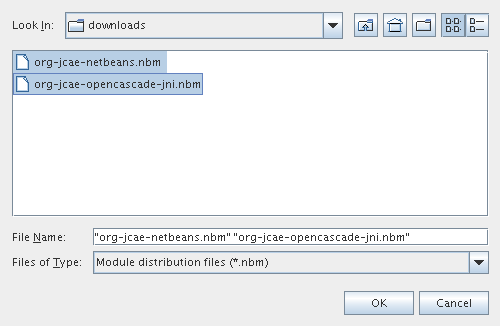 Look In: downloads
org-jcae-netbeans.nbm
org-jcae-opencascade-jni.nbm
File Name: "org-jcae-netbeans.nbm" "org-jcae-opencascade-jni.nbm"
Files of Type: Module distribution files (*.nbm)
OK Cancel